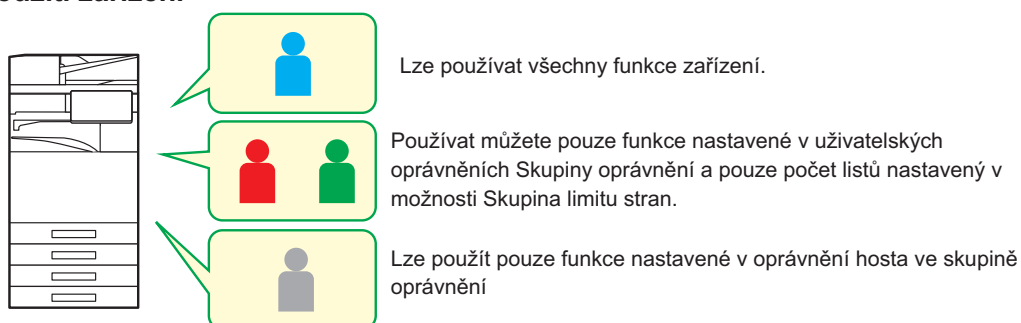 Lze používat všechny funkce zařízení.
Používat můžete pouze funkce nastavené v uživatelských
oprávněních Skupiny oprávnění a pouze počet listů nastavený v
možnosti Skupina limitu stran.
Lze použít pouze funkce nastavené v oprávnění hosta ve skupině
oprávnění